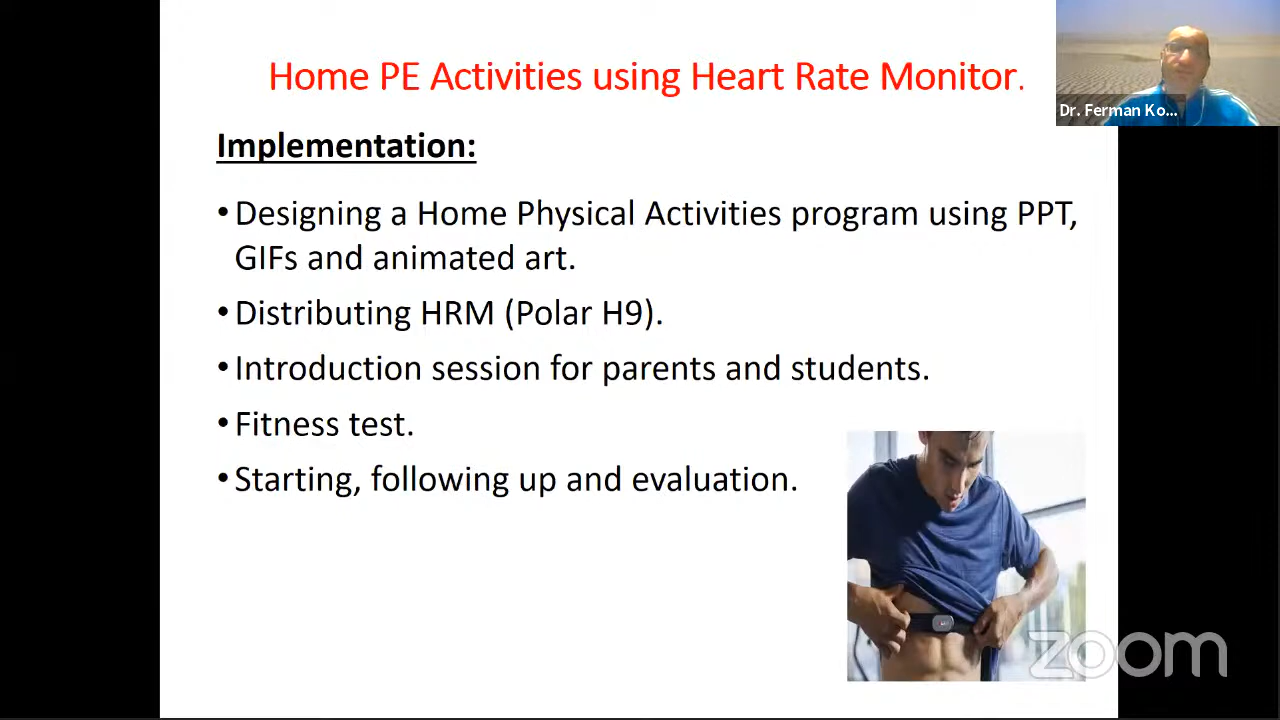 Home PE Activities using Heart Rate Monitor.
Dr. Ferman Ko...
Implementation:
•Designing a Home Physical Activities program using PPT,
GIFs and animated art.
•Distributing HRM (Polar H9).
•Introduction session for parents and students.
•Fitness test.
•Starting, following up and evaluation.
zoom